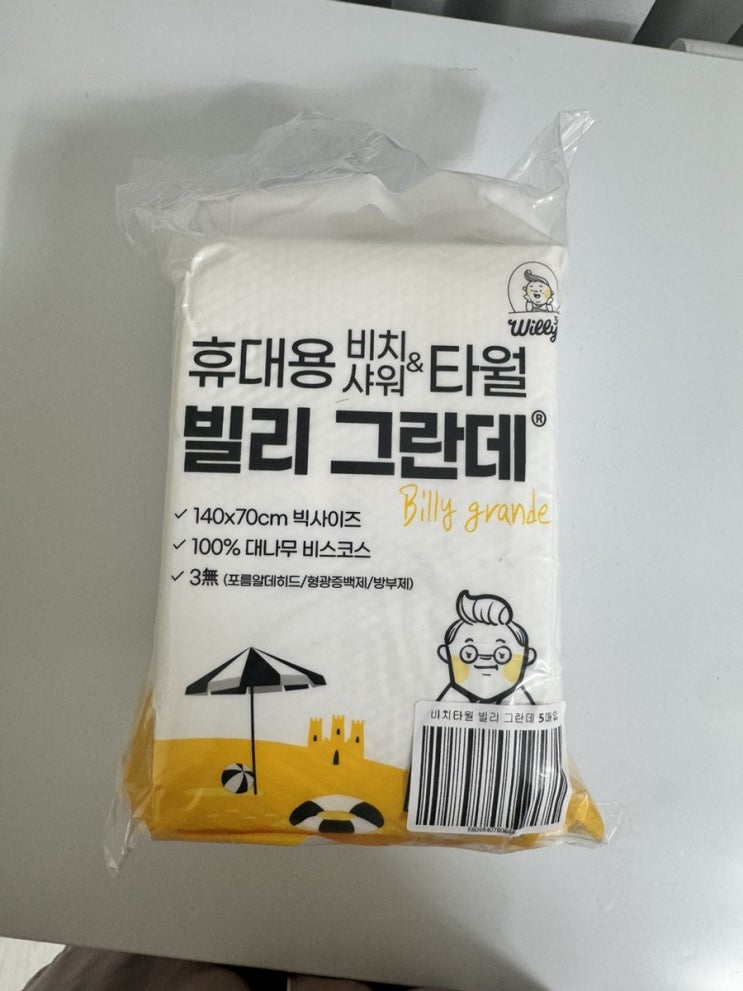 Willy
휴대용 비치&샤워 타월
빌리 그란데®
Billy grande
✓ 140x70cm 빅사이즈
✓ 100% 대나무 비스코스
✓ 3無 (포름알데히드/형광증백제/방부제)
비치타월 빌리 그란데 5매입